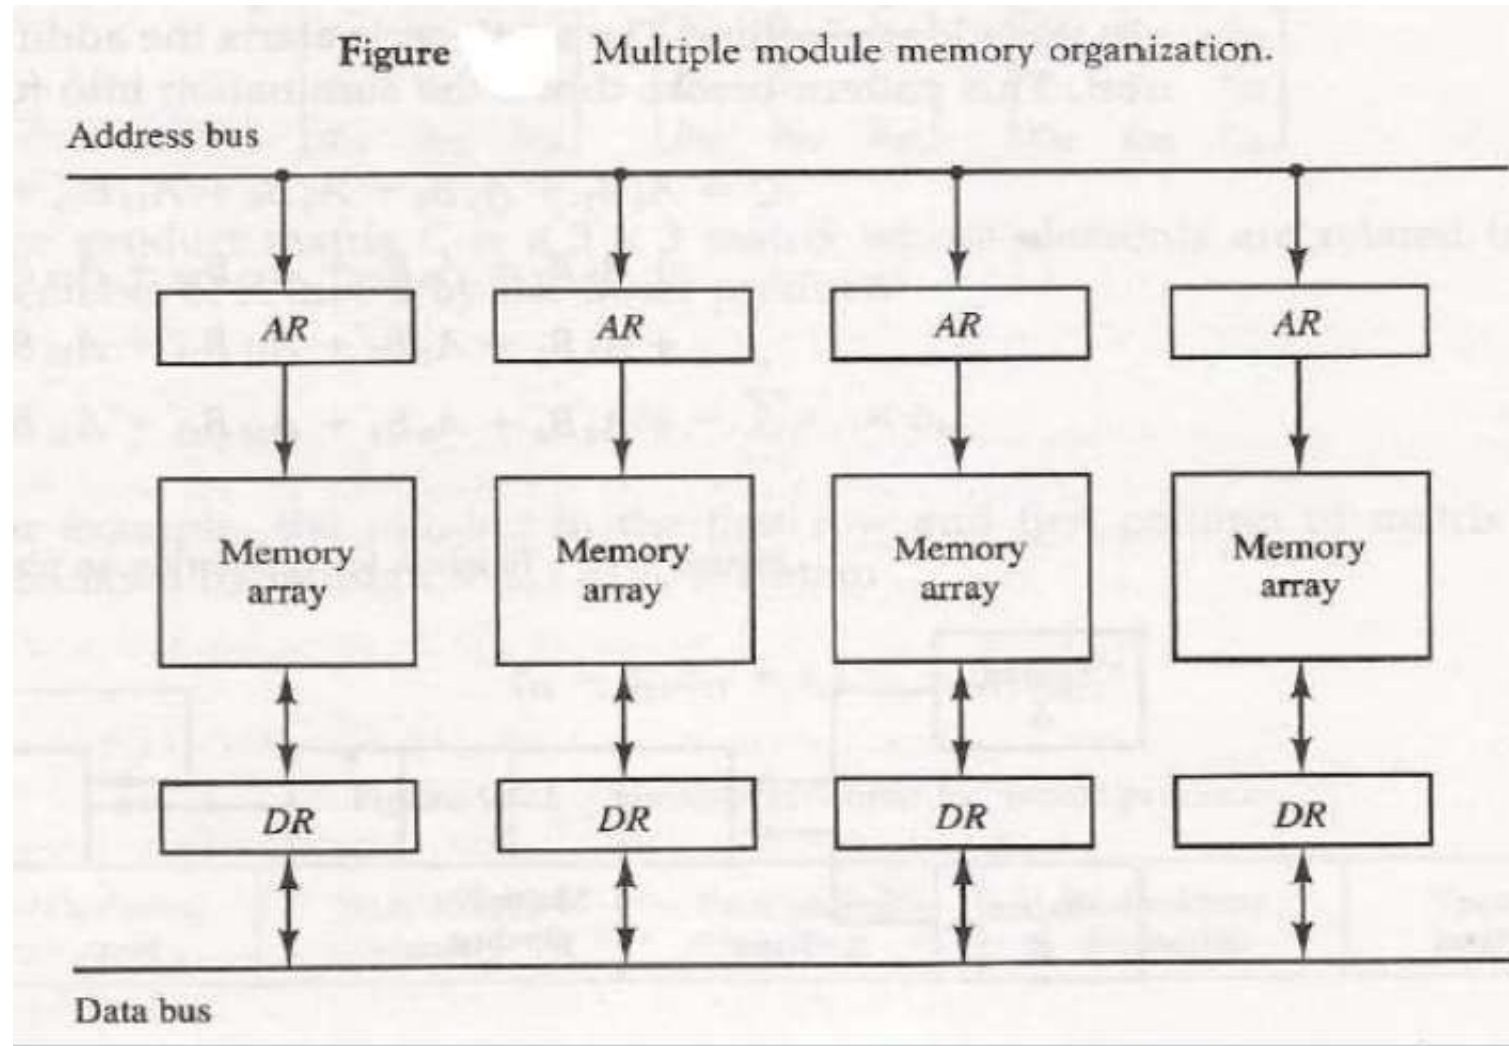 Figure Multiple module memory organization.
Address bus
AR AR AR AR
Memory array Memory array Memory array Memory array
DR DR DR DR
Data bus